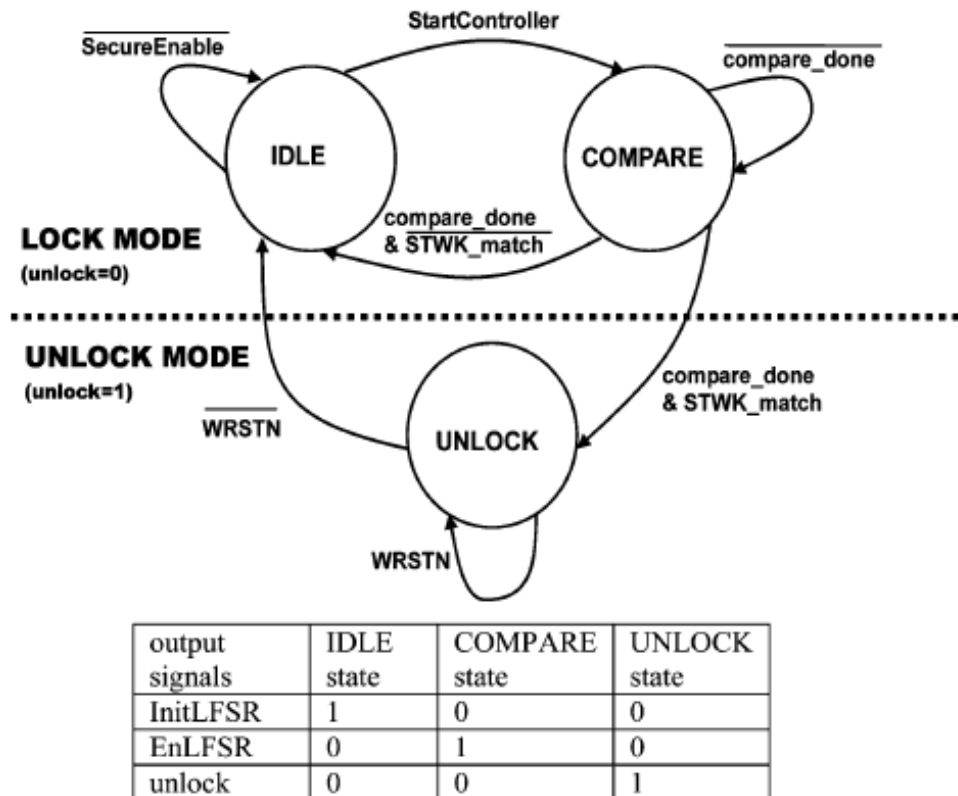 StartController
SecureEnable
compare_done
IDLE
COMPARE
compare_done
& STWK_match
LOCK MODE
(unlock=0)
UNLOCK MODE
(unlock=1)
compare_done
& STWK_match
WRSTN
UNLOCK
WRSTN
output signals | IDLE state | COMPARE state | UNLOCK state
InitLFSR | 1 | 0 | 0
EnLFSR | 0 | 1 | 0
unlock | 0 | 0 | 1